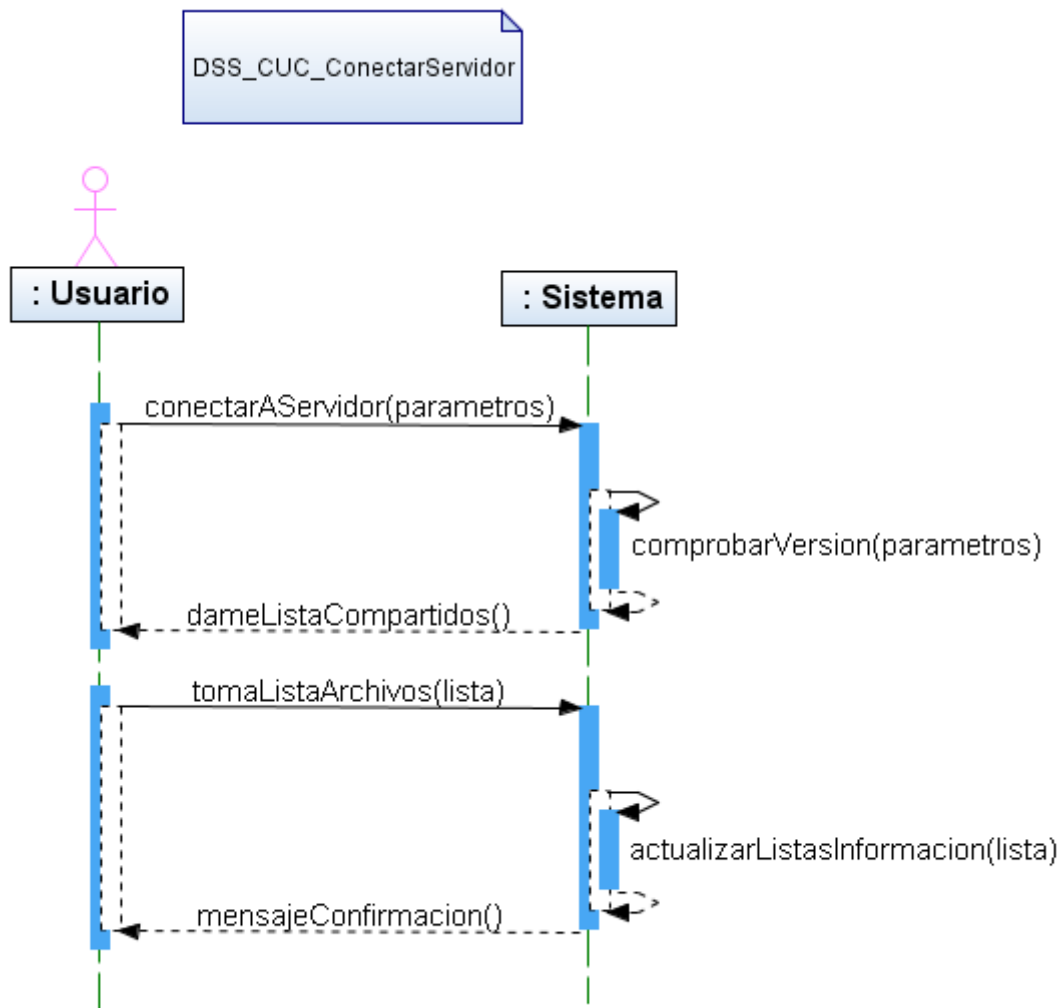 DSS_CUC_ConectarServidor
: Usuario
: Sistema
conectarAServidor(parametros)
comprobarVersion(parametros)
dameListaCompartidos()
tomaListaArchivos(lista)
actualizarListasInformacion(lista)
mensajeConfirmacion()